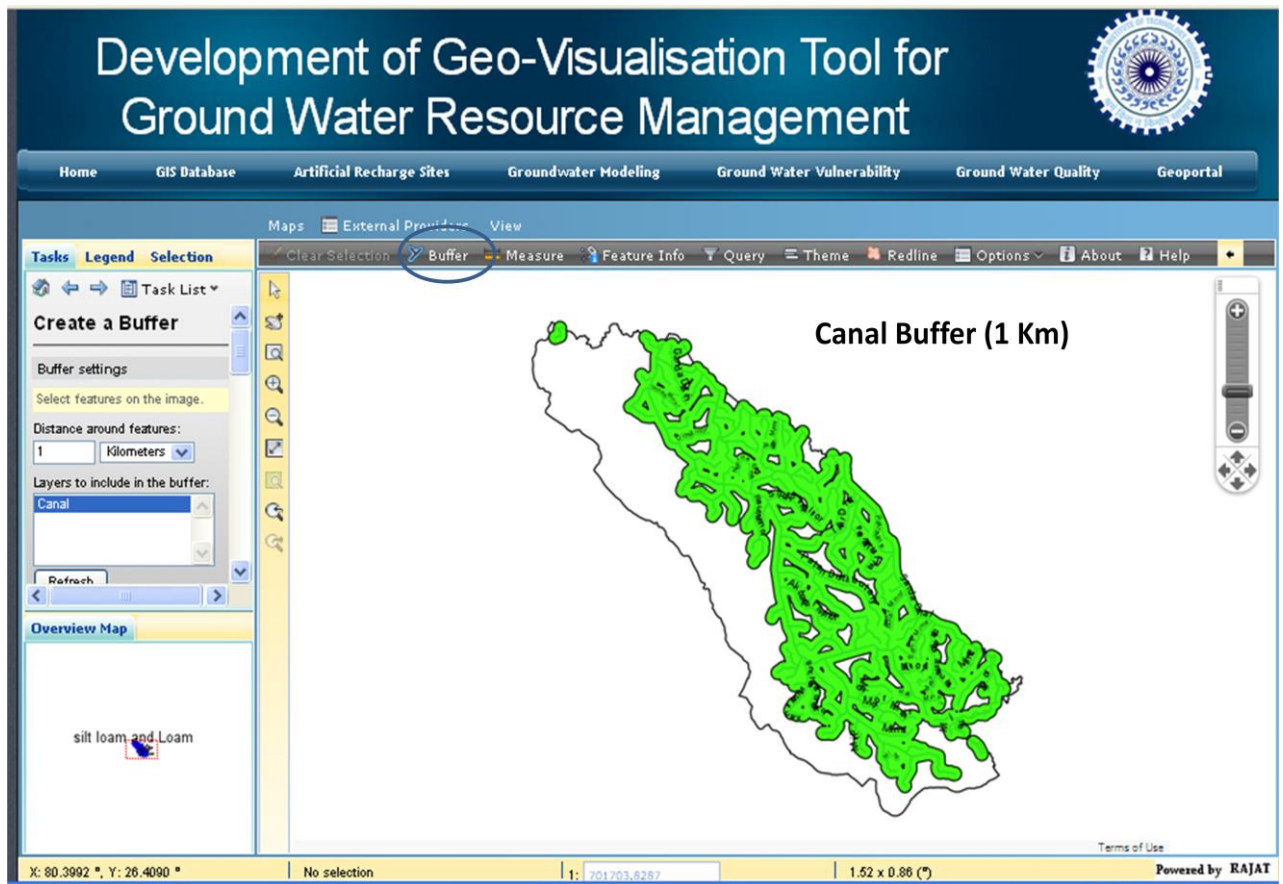 Development of Geo-Visualisation Tool for
Ground Water Resource Management
Home GIS Database Artificial Recharge Sites Groundwater Modeling Ground Water Vulnerability Ground Water Quality Geoportal
Maps External Providers View
Tasks Legend Selection
Clear Selection Buffer Measure Feature Info Query Theme Redline Options About Help
Task List
Create a Buffer
Buffer settings
Select features on the image.
Distance around features:
1 Kilometers
Layers to include in the buffer:
Canal
Refresh
Canal Buffer (1 Km)
Overview Map
silt loam and Loam
Terms of Use
X: 80.3992 °, Y: 26.4090 ° No selection 1: 701703.8287 1.52 x 0.86 (°) Powered by RAJAT